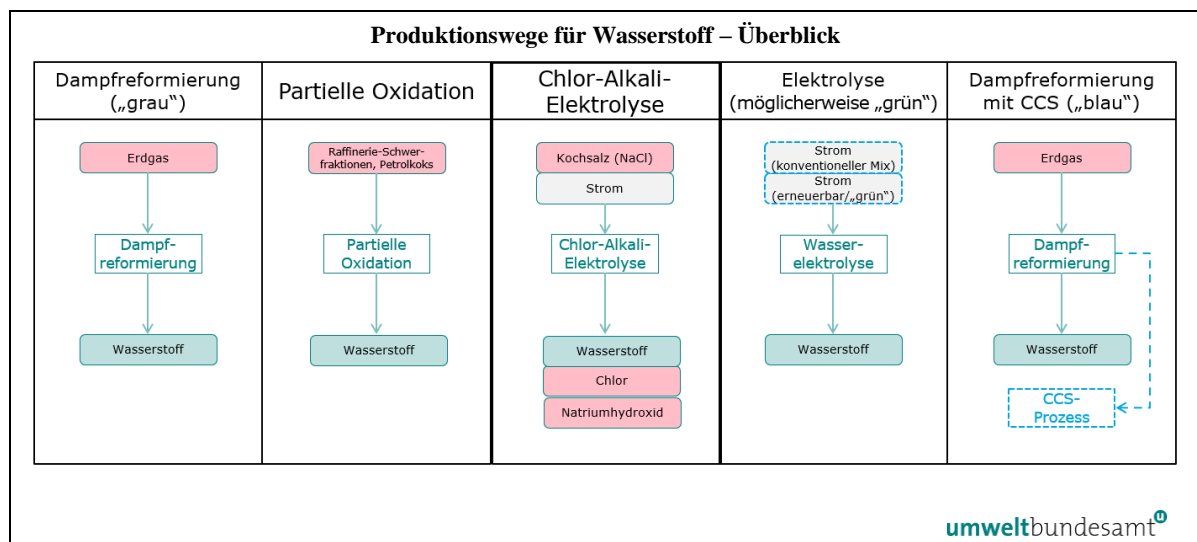 Produktionswege für Wasserstoff – Überblick
Dampfreformierung
(„grau“)
Erdgas
Dampf-
reformierung
Wasserstoff
Partielle Oxidation
Raffinerie-Schwer-
fraktionen, Petrolkoks
Partielle
Oxidation
Wasserstoff
Chlor-Alkali-
Elektrolyse
Kochsalz (NaCl)
Strom
Chlor-Alkali-
Elektrolyse
Wasserstoff
Chlor
Natriumhydroxid
Elektrolyse
(möglicherweise „grün“)
Strom
(konventioneller Mix)
Strom
(erneuerbar/„grün“)
Wasser-
elektrolyse
Wasserstoff
Dampfreformierung
mit CCS („blau“)
Erdgas
Dampf-
reformierung
Wasserstoff
CCS-
Prozess
umweltbundesamt u